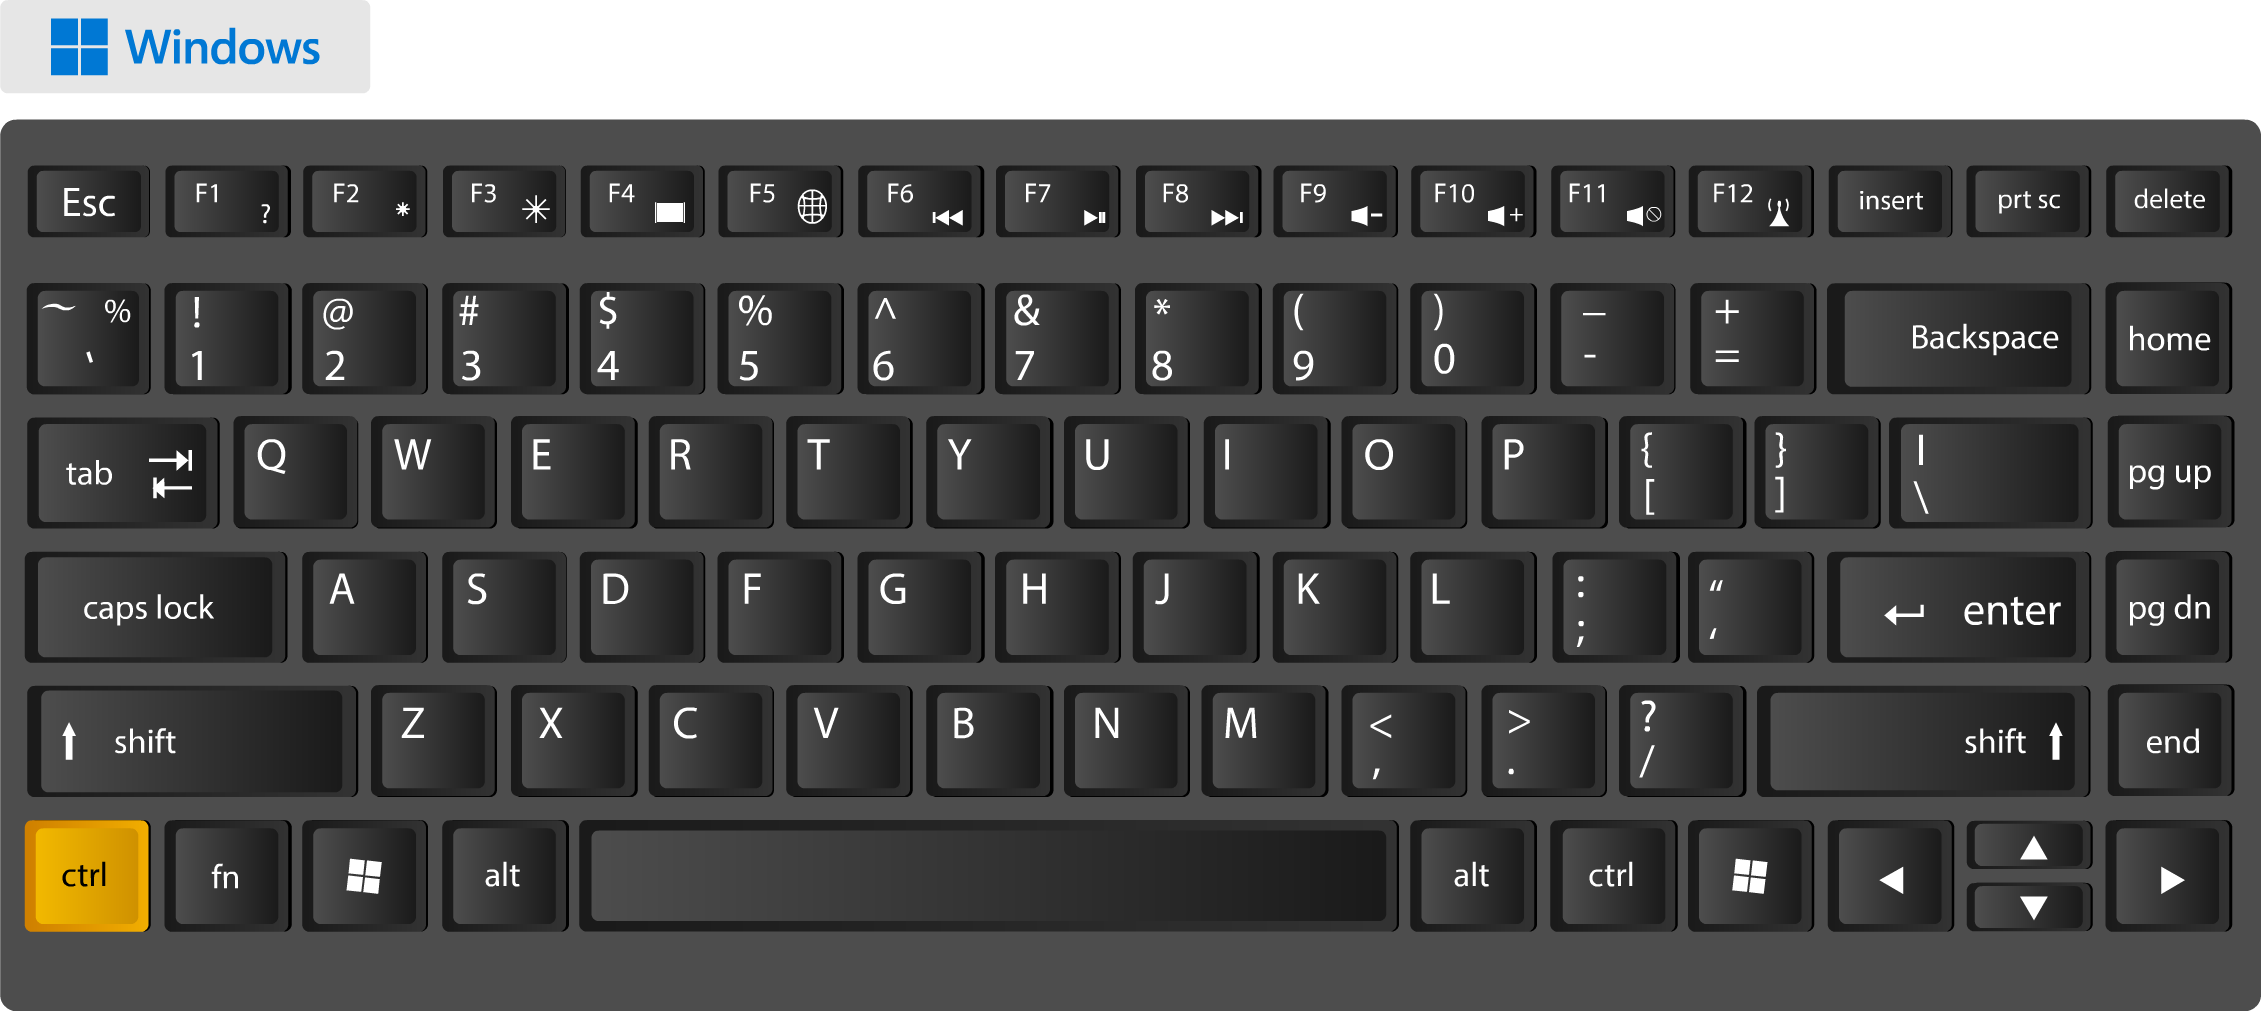 Windows
Esc F1 ? F2 * F3 F4 F5 F6 F7 F8 F9 - F10 + F11 F12 insert prt sc delete
~ % ! @ # $ % ^ & * ( ) _ + Backspace home
` 1 2 3 4 5 6 7 8 9 0 - =
tab Q W E R T Y U I O P { } | pg up
[ ] \
caps lock A S D F G H J K L : “ enter pg dn
; ‘
shift Z X C V B N M < > ? shift end
, . /
ctrl fn alt alt ctrl